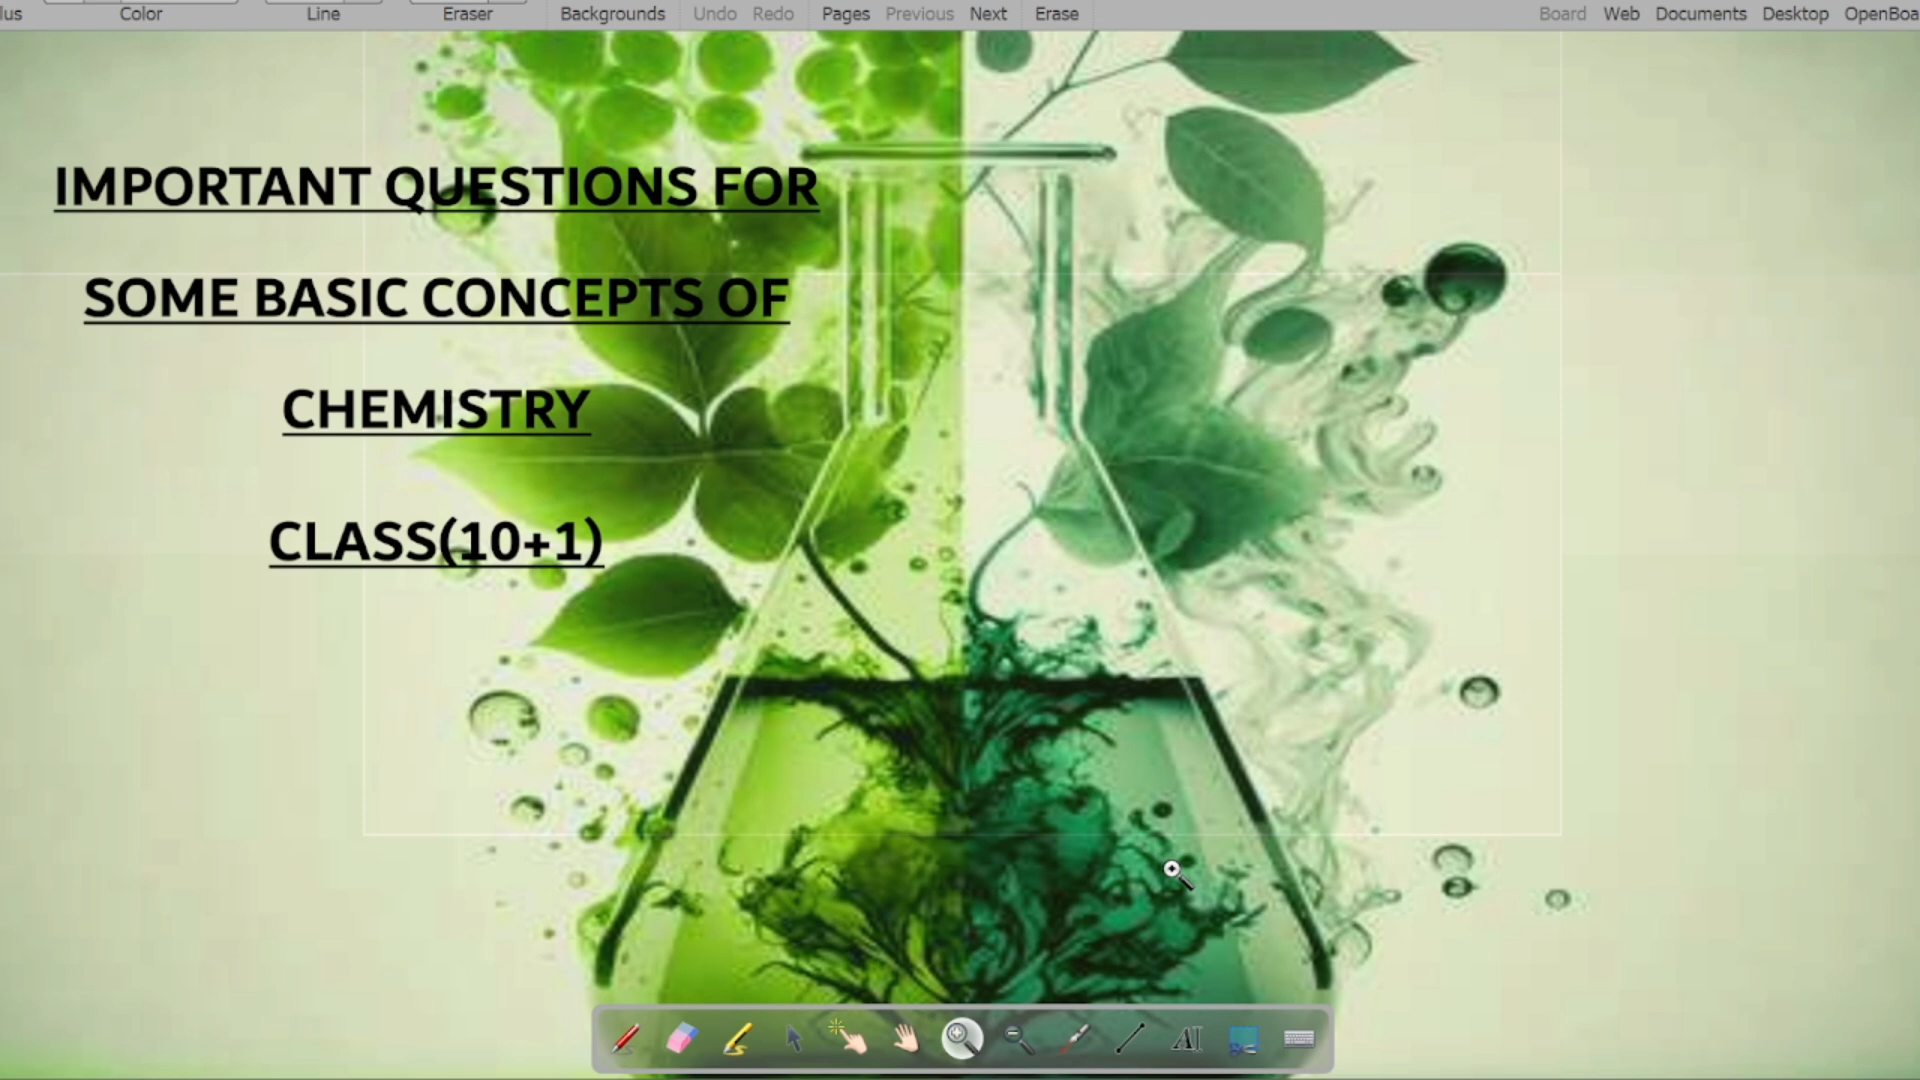 lus Color Line Eraser Backgrounds Undo Redo Pages Previous Next Erase Board Web Documents Desktop OpenBoa
IMPORTANT QUESTIONS FOR
SOME BASIC CONCEPTS OF
CHEMISTRY
CLASS(10+1)